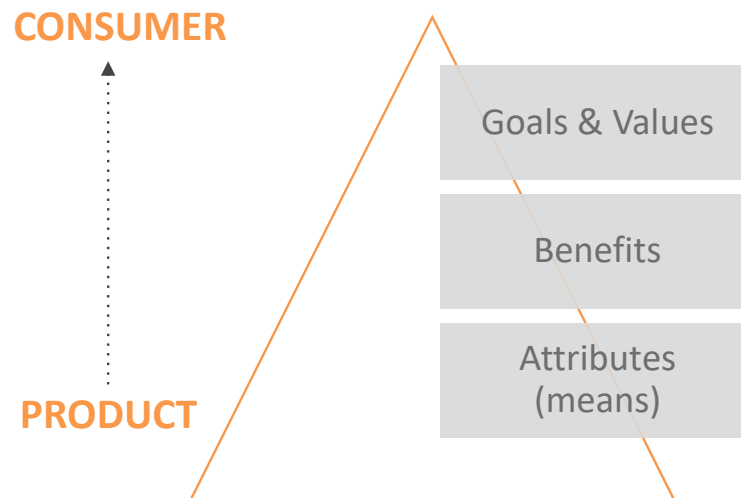 CONSUMER
Goals & Values
Benefits
Attributes
(means)
PRODUCT